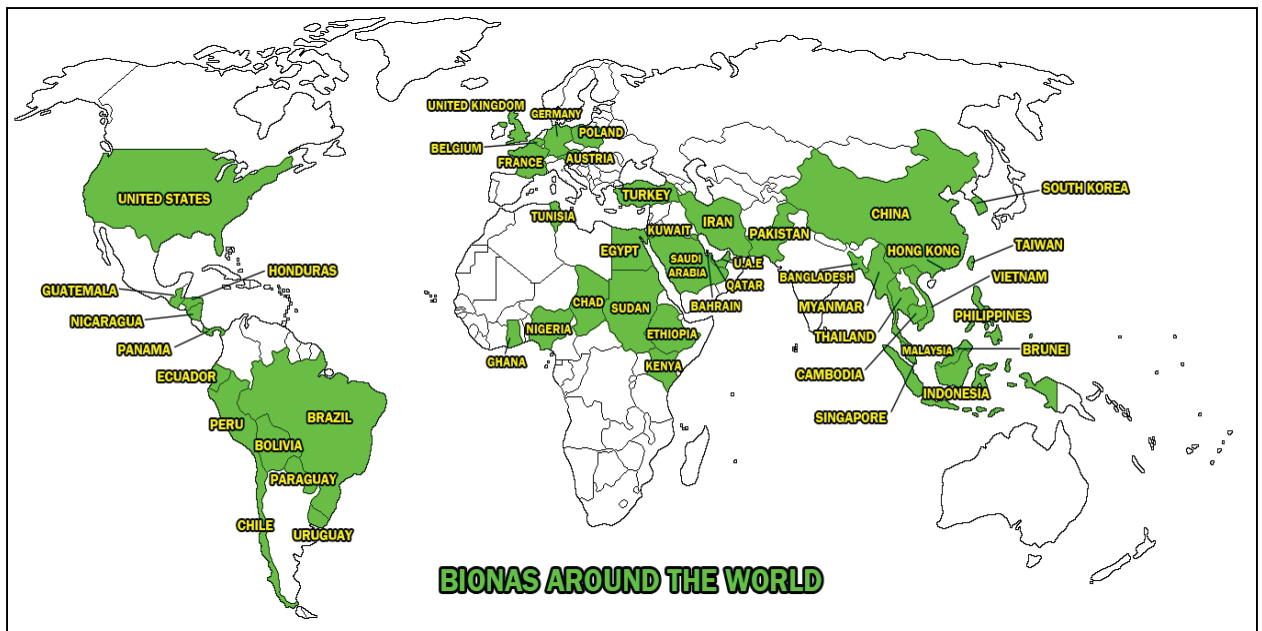 UNITED KINGDOM
GERMANY
POLAND
BELGIUM
FRANCE
AUSTRIA
UNITED STATES
TURKEY
SOUTH KOREA
TUNISIA
IRAN
CHINA
KUWAIT
PAKISTAN
EGYPT
HONG KONG
TAIWAN
SAUDI
ARABIA
U.A.E
HONDURAS
BANGLADESH
VIETNAM
GUATEMALA
QATAR
CHAD
SUDAN
BAHRAIN
MYANMAR
NICARAGUA
PHILIPPINES
NIGERIA
ETHIOPIA
THAILAND
PANAMA
GHANA
KENYA
MALAYSIA
BRUNEI
ECUADOR
CAMBODIA
INDONESIA
PERU
BRAZIL
SINGAPORE
BOLIVIA
PARAGUAY
CHILE
URUGUAY
BIONAS AROUND THE WORLD